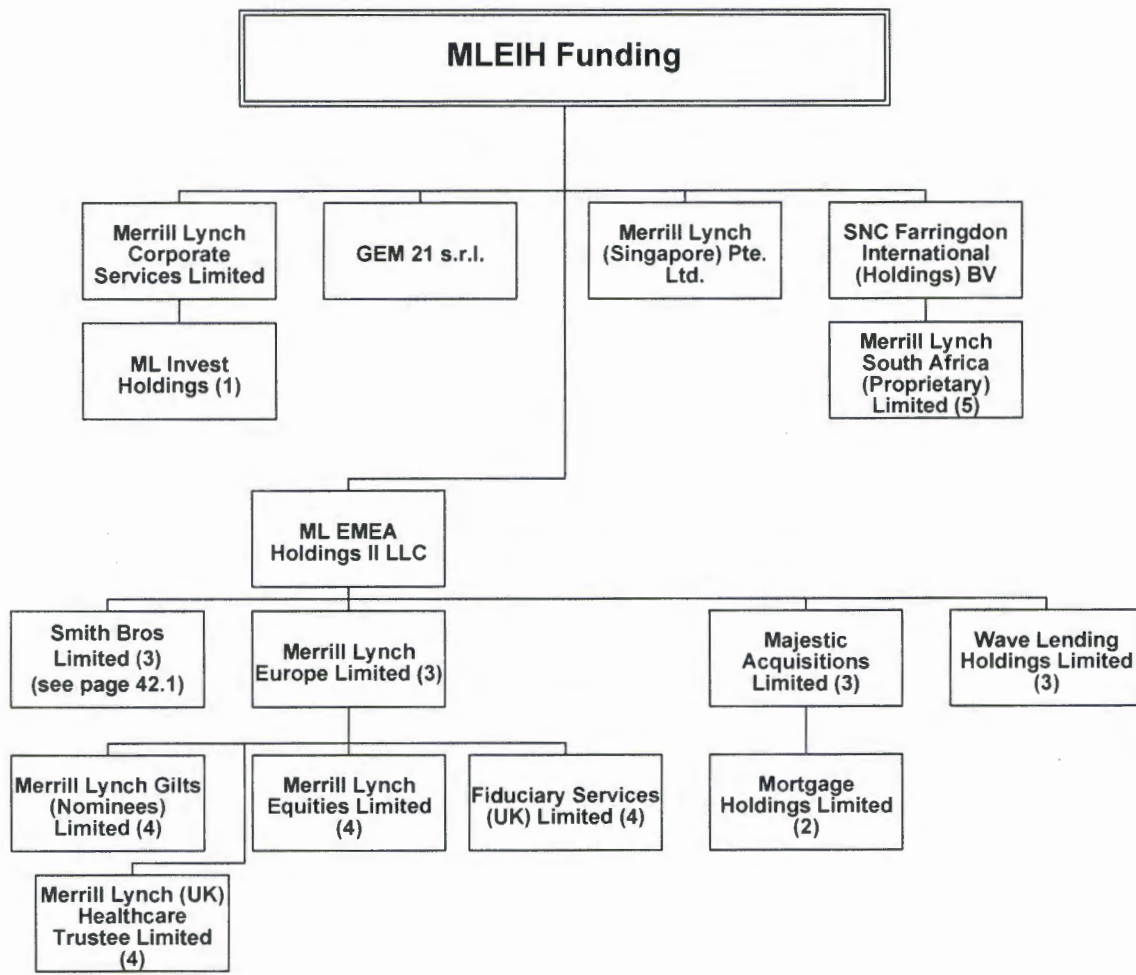 MLEIH Funding
Merrill Lynch
Corporate
Services Limited
GEM 21 s.r.l.
Merrill Lynch
(Singapore) Pte.
Ltd.
SNC Farringdon
International
(Holdings) BV
ML Invest
Holdings (1)
Merrill Lynch
South Africa
(Proprietary)
Limited (5)
ML EMEA
Holdings II LLC
Smith Bros
Limited (3)
(see page 42.1)
Merrill Lynch
Europe Limited (3)
Majestic
Acquisitions
Limited (3)
Wave Lending
Holdings Limited
(3)
Merrill Lynch Gilts
(Nominees)
Limited (4)
Merrill Lynch
Equities Limited
(4)
Fiduciary Services
(UK) Limited (4)
Mortgage
Holdings Limited
(2)
Merrill Lynch (UK)
Healthcare
Trustee Limited
(4)